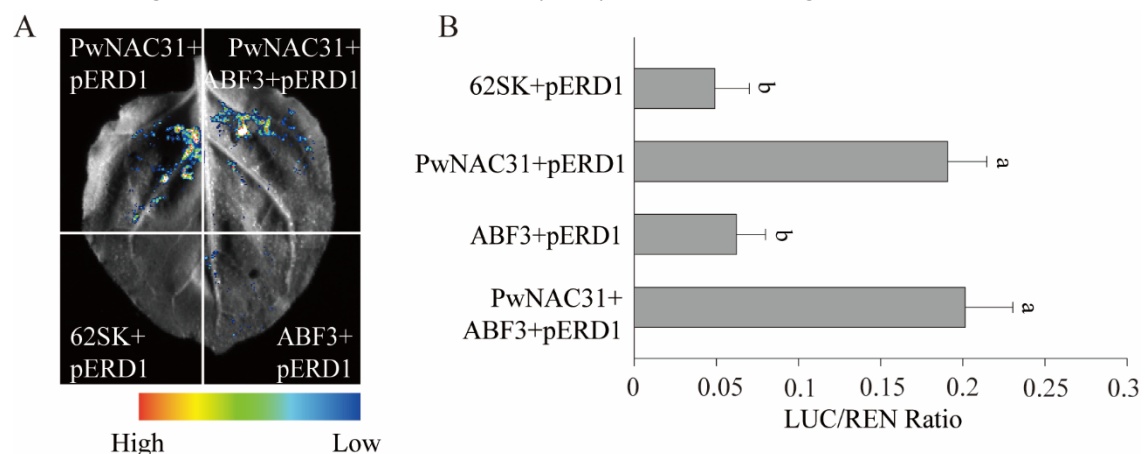 A
PwNAC31+
pERD1
PwNAC31+
ABF3+pERD1
62SK+
pERD1
ABF3+
pERD1
High
Low
B
62SK+pERD1
b
PwNAC31+pERD1
a
ABF3+pERD1
b
PwNAC31+
ABF3+pERD1
a
0 0.05 0.1 0.15 0.2 0.25 0.3
LUC/REN Ratio